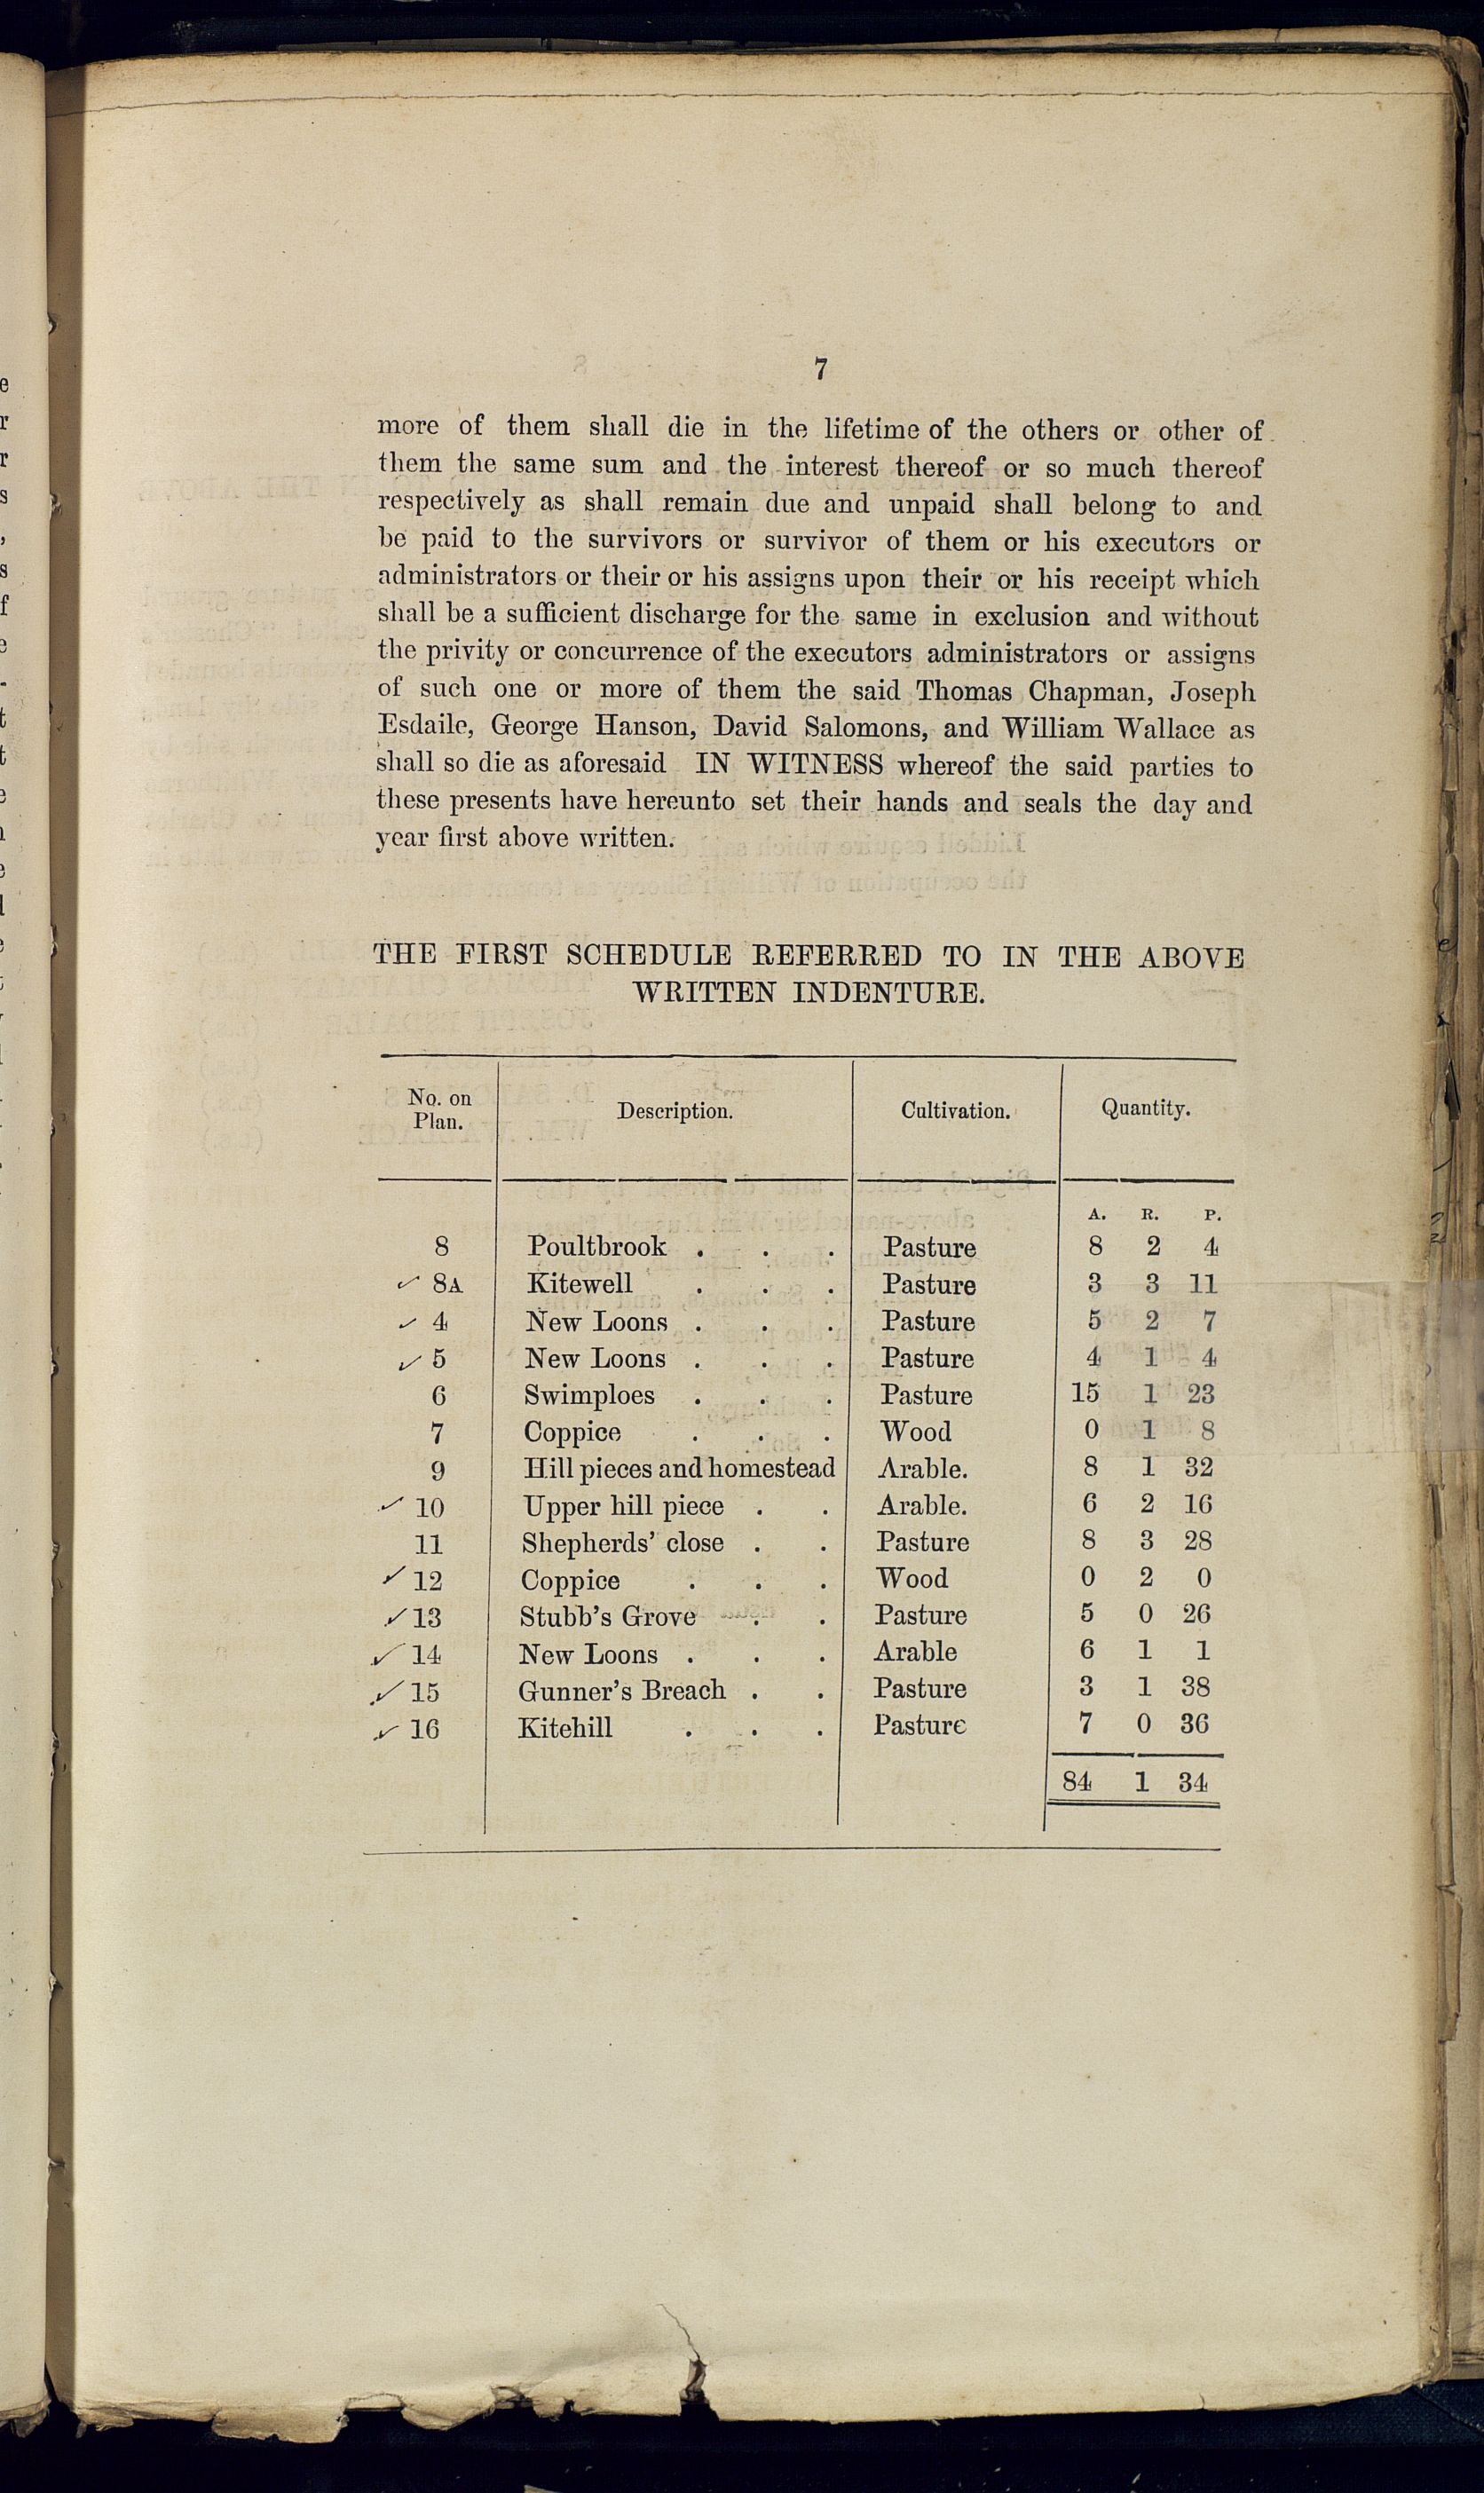 7
more of them shall die in the lifetime of the others or other of
them the same sum and the interest thereof or so much thereof
respectively as shall remain due and unpaid shall belong to and
be paid to the survivors or survivor of them or his executors or
administrators or their or his assigns upon their or his receipt which
shall be a sufficient discharge for the same in exclusion and without
the privity or concurrence of the executors administrators or assigns
of such one or more of them the said Thomas Chapman, Joseph
Esdaile, George Hanson, David Salomons, and William Wallace as
shall so die as aforesaid IN WITNESS whereof the said parties to
these presents have hereunto set their hands and seals the day and
year first above written.
THE FIRST SCHEDULE REFERRED TO IN THE ABOVE
WRITTEN INDENTURE.
No. on Plan. Description. Cultivation. Quantity.
A. R. P.
8 Poultbrook . . . Pasture 8 2 4
✓ 8A Kitewell . . . Pasture 3 3 11
✓ 4 New Loons . . . Pasture 5 2 7
✓ 5 New Loons . . . Pasture 4 1 4
6 Swimploes . . . Pasture 15 1 23
7 Coppice . . . Wood 0 1 8
9 Hill pieces and homestead Arable. 8 1 32
✓ 10 Upper hill piece . . Arable. 6 2 16
11 Shepherds' close . . Pasture 8 3 28
✓ 12 Coppice . . . Wood 0 2 0
✓ 13 Stubb's Grove . . Pasture 5 0 26
✓ 14 New Loons . . . Arable 6 1 1
✓ 15 Gunner's Breach . . Pasture 3 1 38
✓ 16 Kitehill . . . Pasture 7 0 36
84 1 34